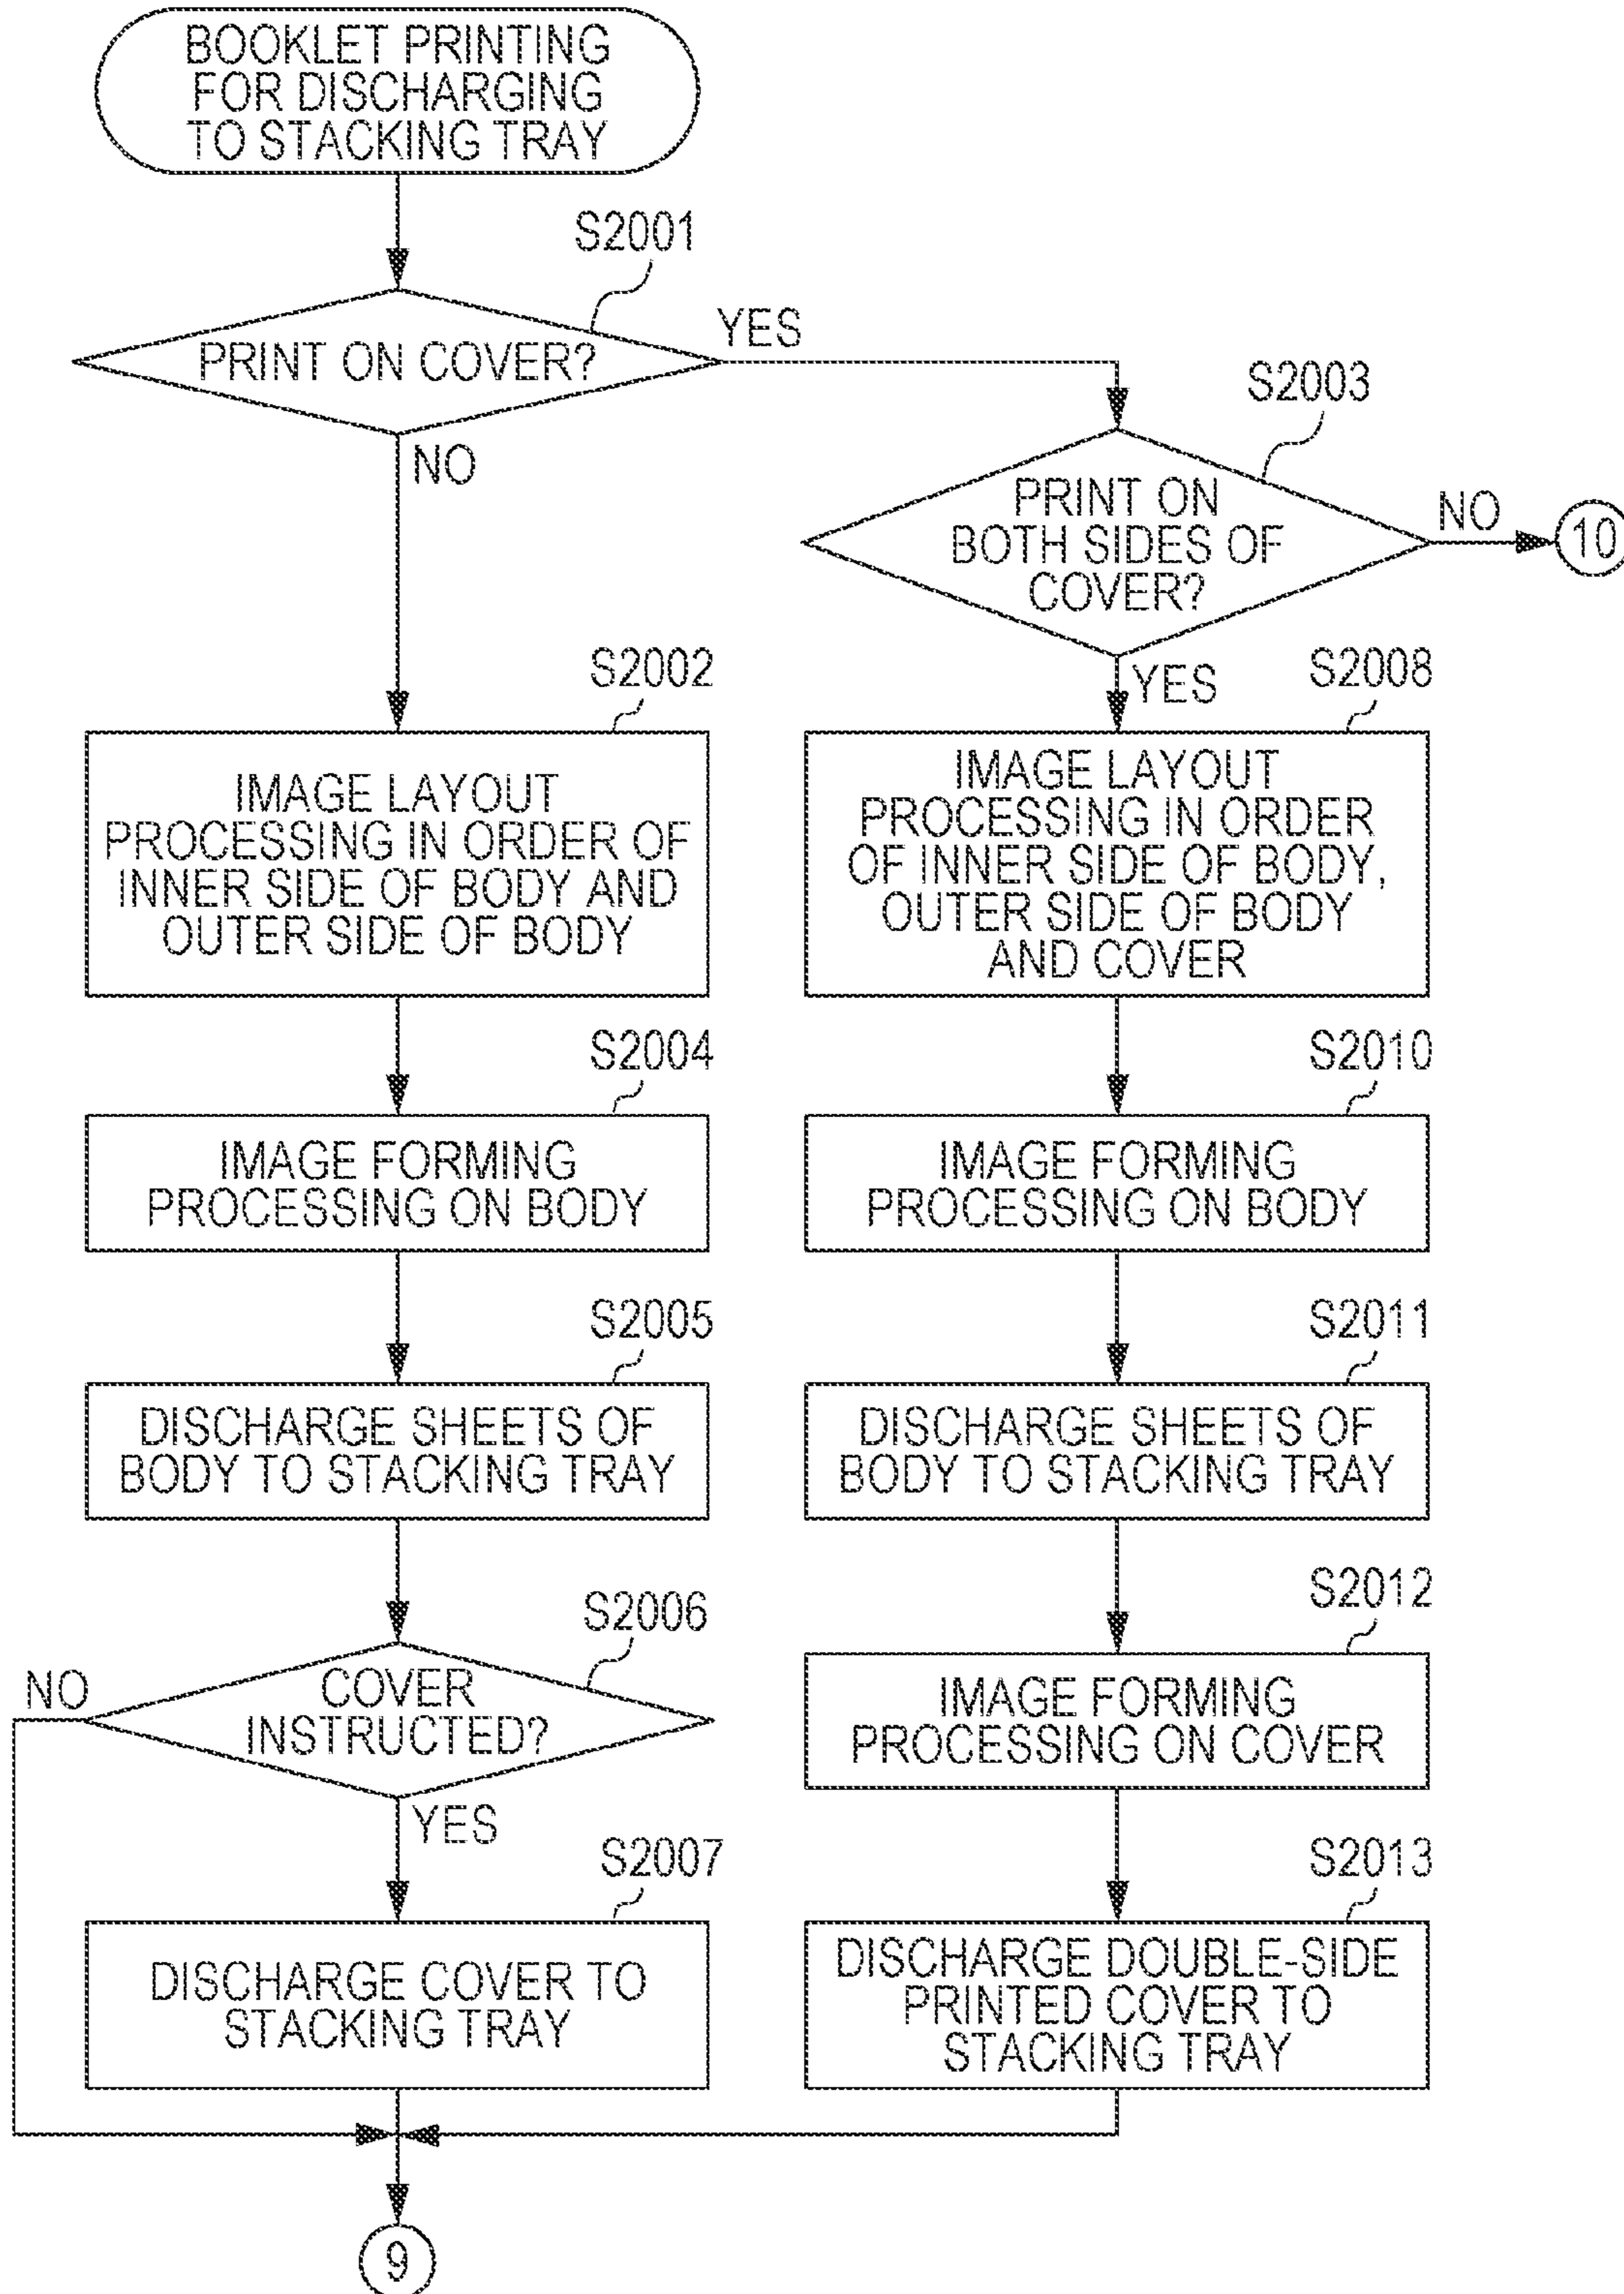 BOOKLET PRINTING
FOR DISCHARGING
TO STACKING TRAY
S2001
PRINT ON COVER?
YES
NO
S2003
PRINT ON
BOTH SIDES OF
COVER?
NO
10
YES
S2002
IMAGE LAYOUT
PROCESSING IN ORDER OF
INNER SIDE OF BODY AND
OUTER SIDE OF BODY
S2008
IMAGE LAYOUT
PROCESSING IN ORDER
OF INNER SIDE OF BODY,
OUTER SIDE OF BODY
AND COVER
S2004
IMAGE FORMING
PROCESSING ON BODY
S2010
IMAGE FORMING
PROCESSING ON BODY
S2005
DISCHARGE SHEETS OF
BODY TO STACKING TRAY
S2011
DISCHARGE SHEETS OF
BODY TO STACKING TRAY
S2006
COVER
INSTRUCTED?
NO
YES
S2012
IMAGE FORMING
PROCESSING ON COVER
S2007
DISCHARGE COVER TO
STACKING TRAY
S2013
DISCHARGE DOUBLE-SIDE
PRINTED COVER TO
STACKING TRAY
9